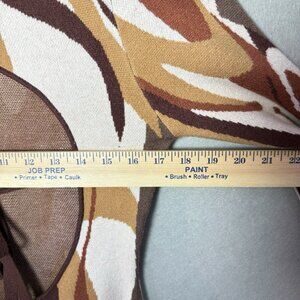 11 12 13 14 15 16 17 18 19 20 21 22
JOB PREP
• Primer • Tape • Caulk
PAINT
• Brush • Roller • Tray